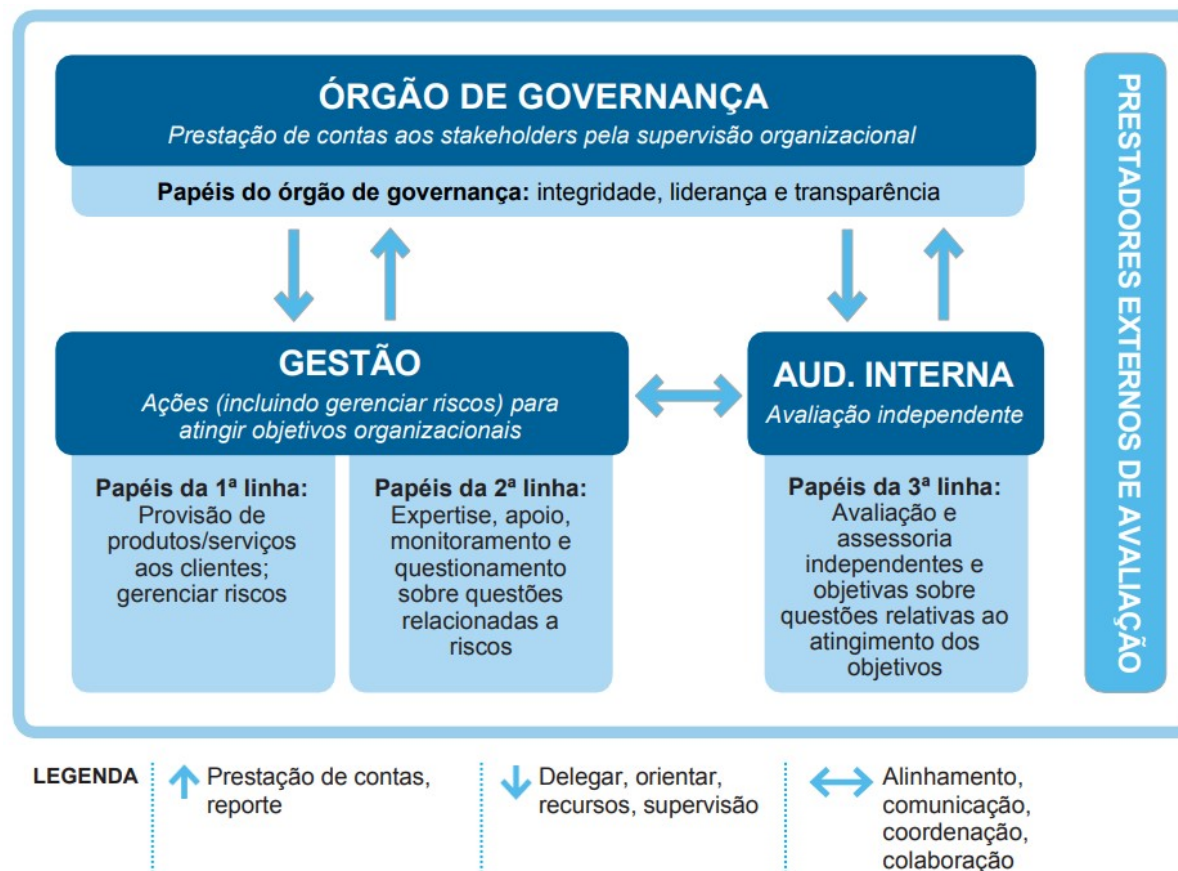 ÓRGÃO DE GOVERNANÇA
Prestação de contas aos stakeholders pela supervisão organizacional
Papéis do órgão de governança: integridade, liderança e transparência
GESTÃO
Ações (incluindo gerenciar riscos) para
atingir objetivos organizacionais
Papéis da 1ª linha:
Provisão de
produtos/serviços
aos clientes;
gerenciar riscos
Papéis da 2ª linha:
Expertise, apoio,
monitoramento e
questionamento
sobre questões
relacionadas a
riscos
AUD. INTERNA
Avaliação independente
Papéis da 3ª linha:
Avaliação e
assessoria
independentes e
objetivas sobre
questões relativas ao
atingimento dos
objetivos
PRESTADORES EXTERNOS DE AVALIAÇÃO
LEGENDA
Prestação de contas,
reporte
Delegar, orientar,
recursos, supervisão
Alinhamento,
comunicação,
coordenação,
colaboração